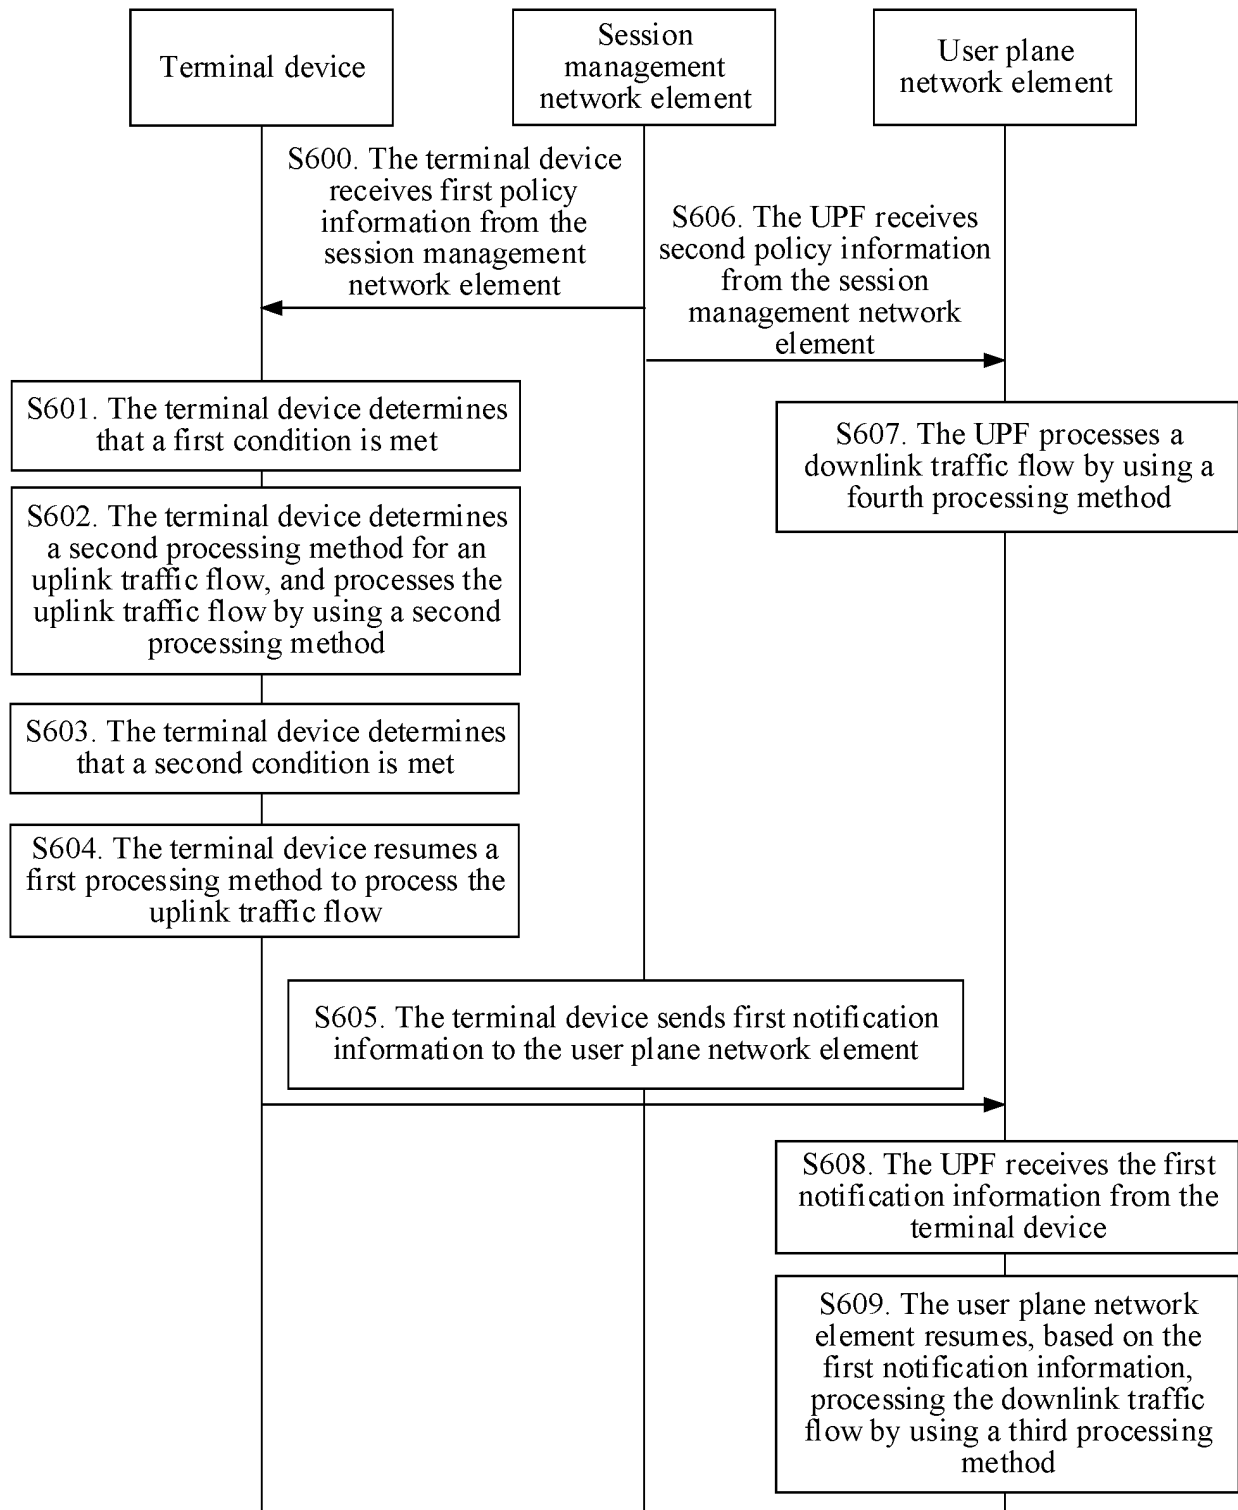 Terminal device
Session
management
network element
User plane
network element
S600. The terminal device
receives first policy
information from the
session management
network element
S606. The UPF receives
second policy information
from the session
management network
element
S601. The terminal device determines
that a first condition is met
S607. The UPF processes a
downlink traffic flow by using a
fourth processing method
S602. The terminal device determines
a second processing method for an
uplink traffic flow, and processes the
uplink traffic flow by using a second
processing method
S603. The terminal device determines
that a second condition is met
S604. The terminal device resumes a
first processing method to process the
uplink traffic flow
S605. The terminal device sends first notification
information to the user plane network element
S608. The UPF receives the first
notification information from the
terminal device
S609. The user plane network
element resumes, based on the
first notification information,
processing the downlink traffic
flow by using a third processing
method